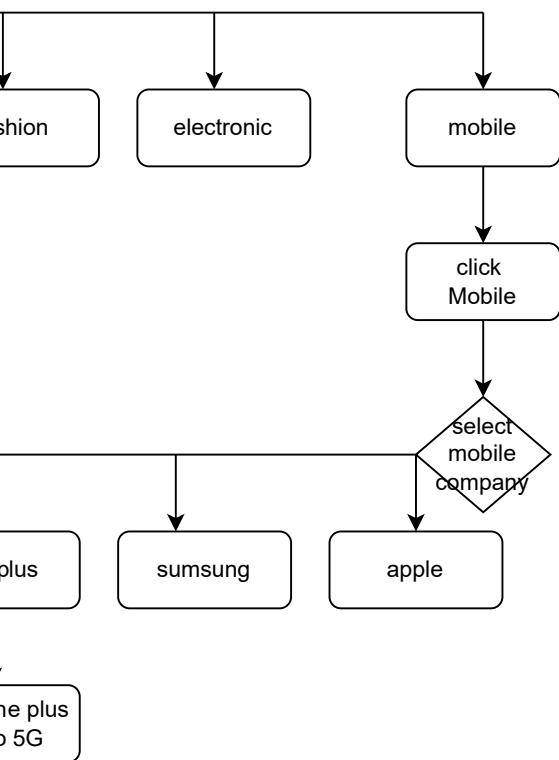 shion
electronic
mobile
click
Mobile
select
mobile
company
plus
sumsung
apple
ne plus
o 5G